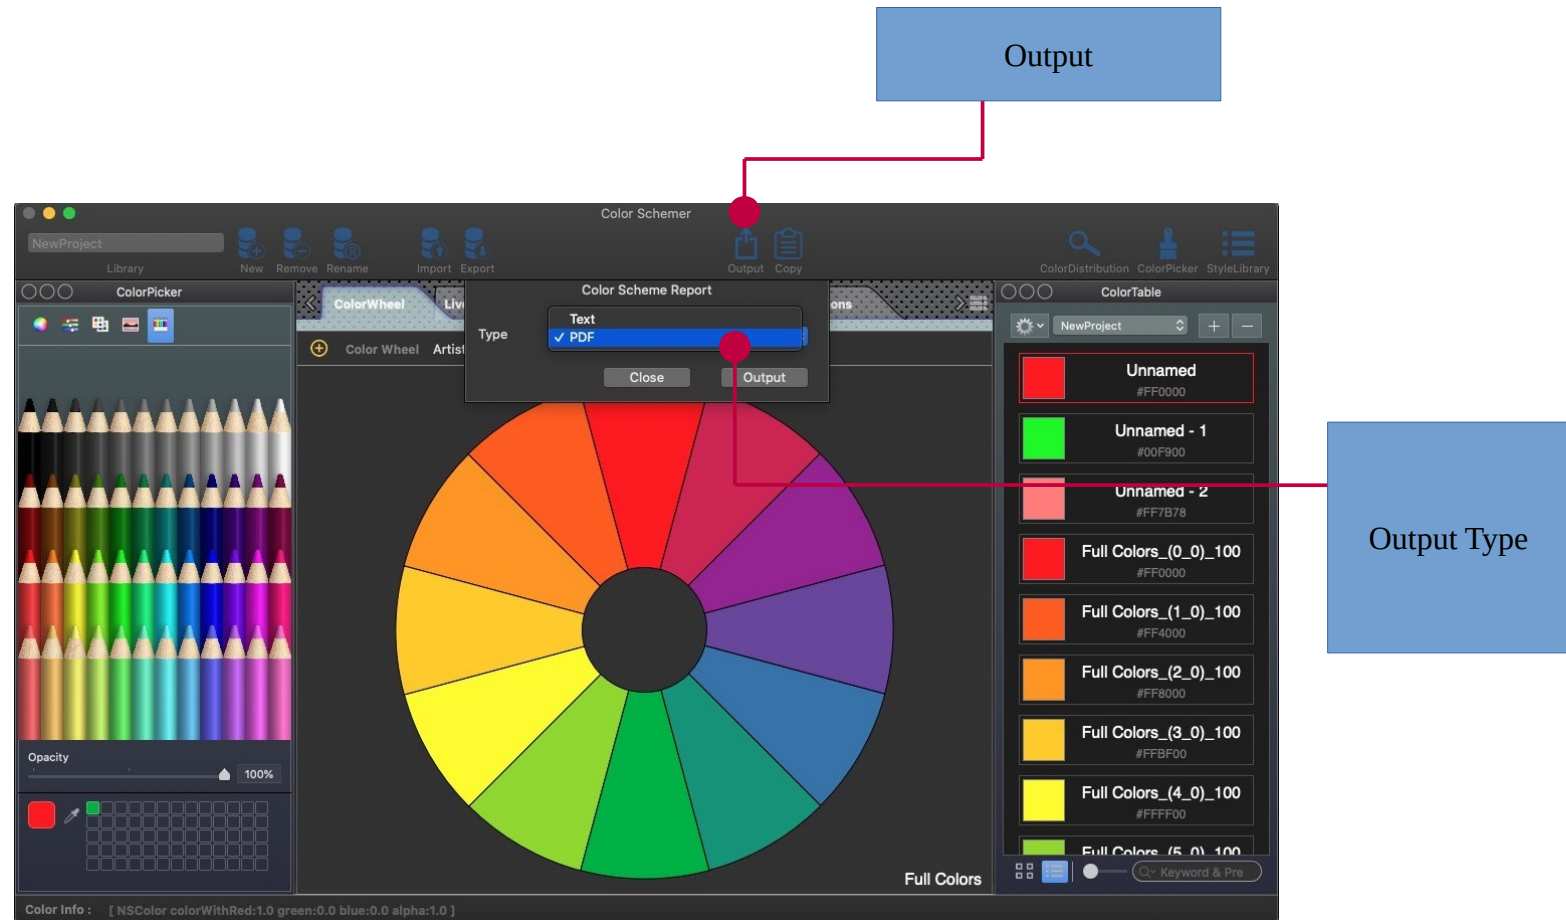 Output
Color Schemer
NewProject
Library
New Remove Rename
Import Export
Output Copy
ColorDistribution ColorPicker StyleLibrary
ColorPicker
ColorWheel
Color Scheme Report
Type
Text
✓ PDF
Close
Output
Color Wheel
ColorTable
NewProject
Unnamed
#FF0000
Unnamed - 1
#00F900
Unnamed - 2
#FF7B78
Full Colors_(0_0)_100
#FF0000
Full Colors_(1_0)_100
#FF4000
Full Colors_(2_0)_100
#FF8000
Full Colors_(3_0)_100
#FFBF00
Full Colors_(4_0)_100
#FFFF00
Full Colors_(5_0)_100
Keyword & Pre
Output Type
Opacity
100%
Full Colors
Color Info : [ NSColor colorWithRed:1.0 green:0.0 blue:0.0 alpha:1.0 ]